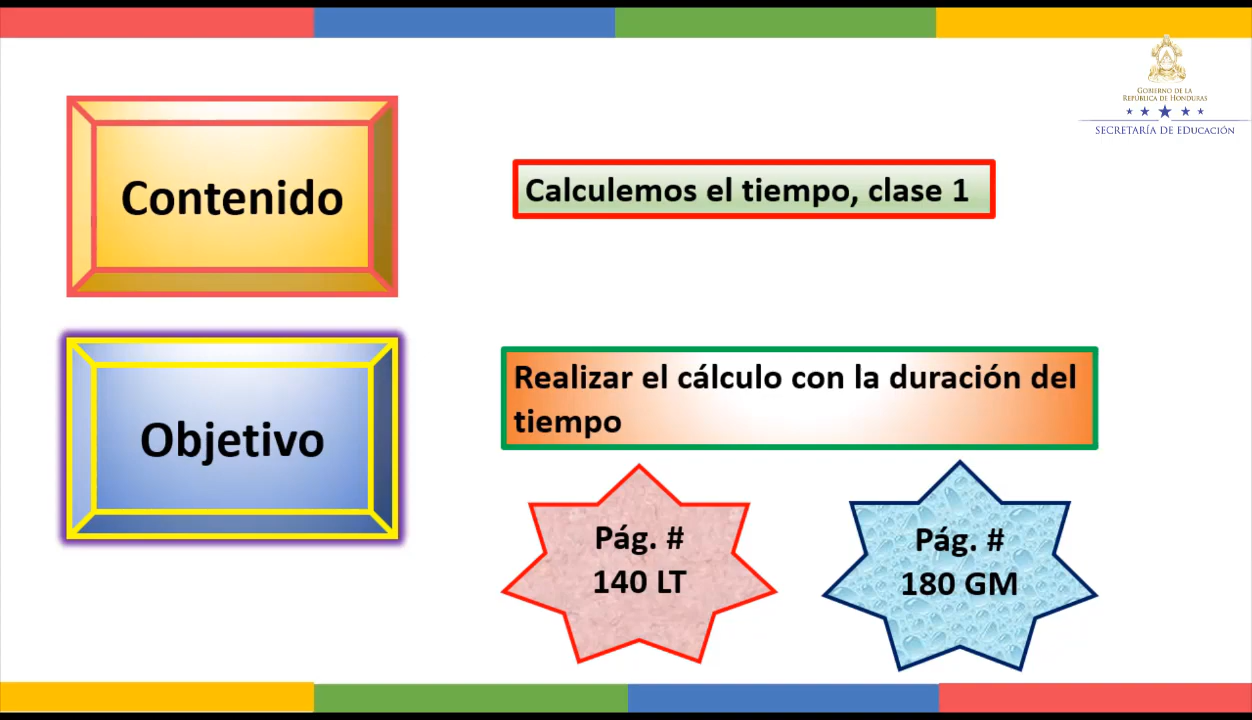 GOBIERNO DE LA
REPÚBLICA DE HONDURAS
SECRETARÍA DE EDUCACIÓN
Contenido
Calculemos el tiempo, clase 1
Objetivo
Realizar el cálculo con la duración del
tiempo
Pág. #
140 LT
Pág. #
180 GM